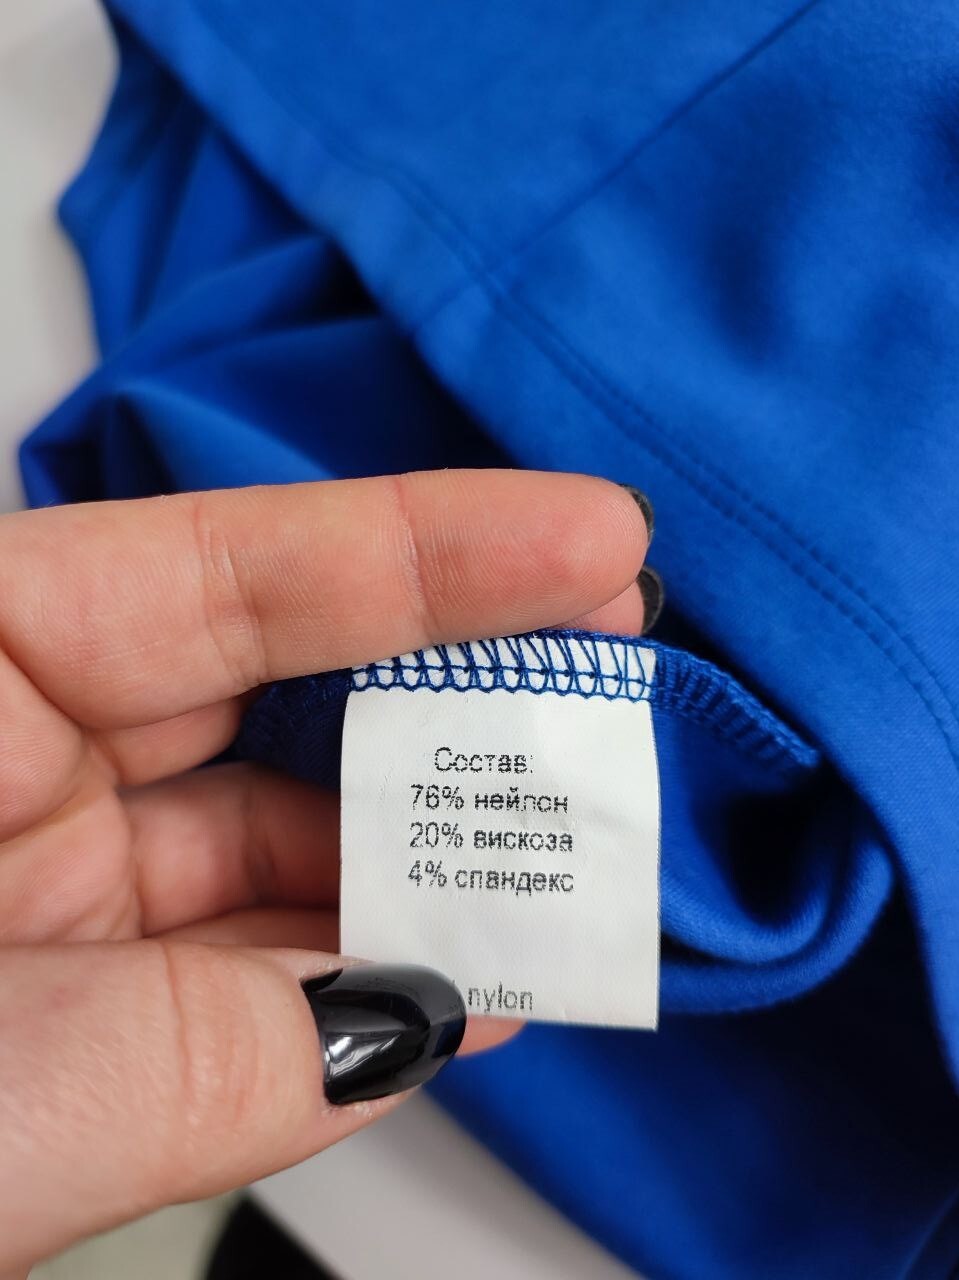 Состав:
76% нейлон
20% вискоза
4% спандекс
nylon